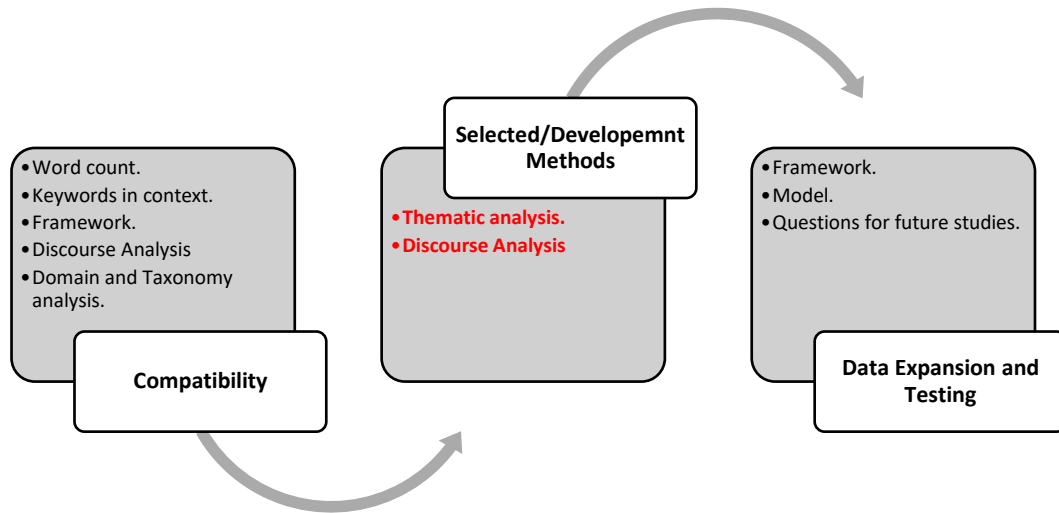 •Word count.
•Keywords in context.
•Framework.
•Discourse Analysis
•Domain and Taxonomy
analysis.
Compatibility
Selected/Developemnt
Methods
•Thematic analysis.
•Discourse Analysis
•Framework.
•Model.
•Questions for future studies.
Data Expansion and
Testing